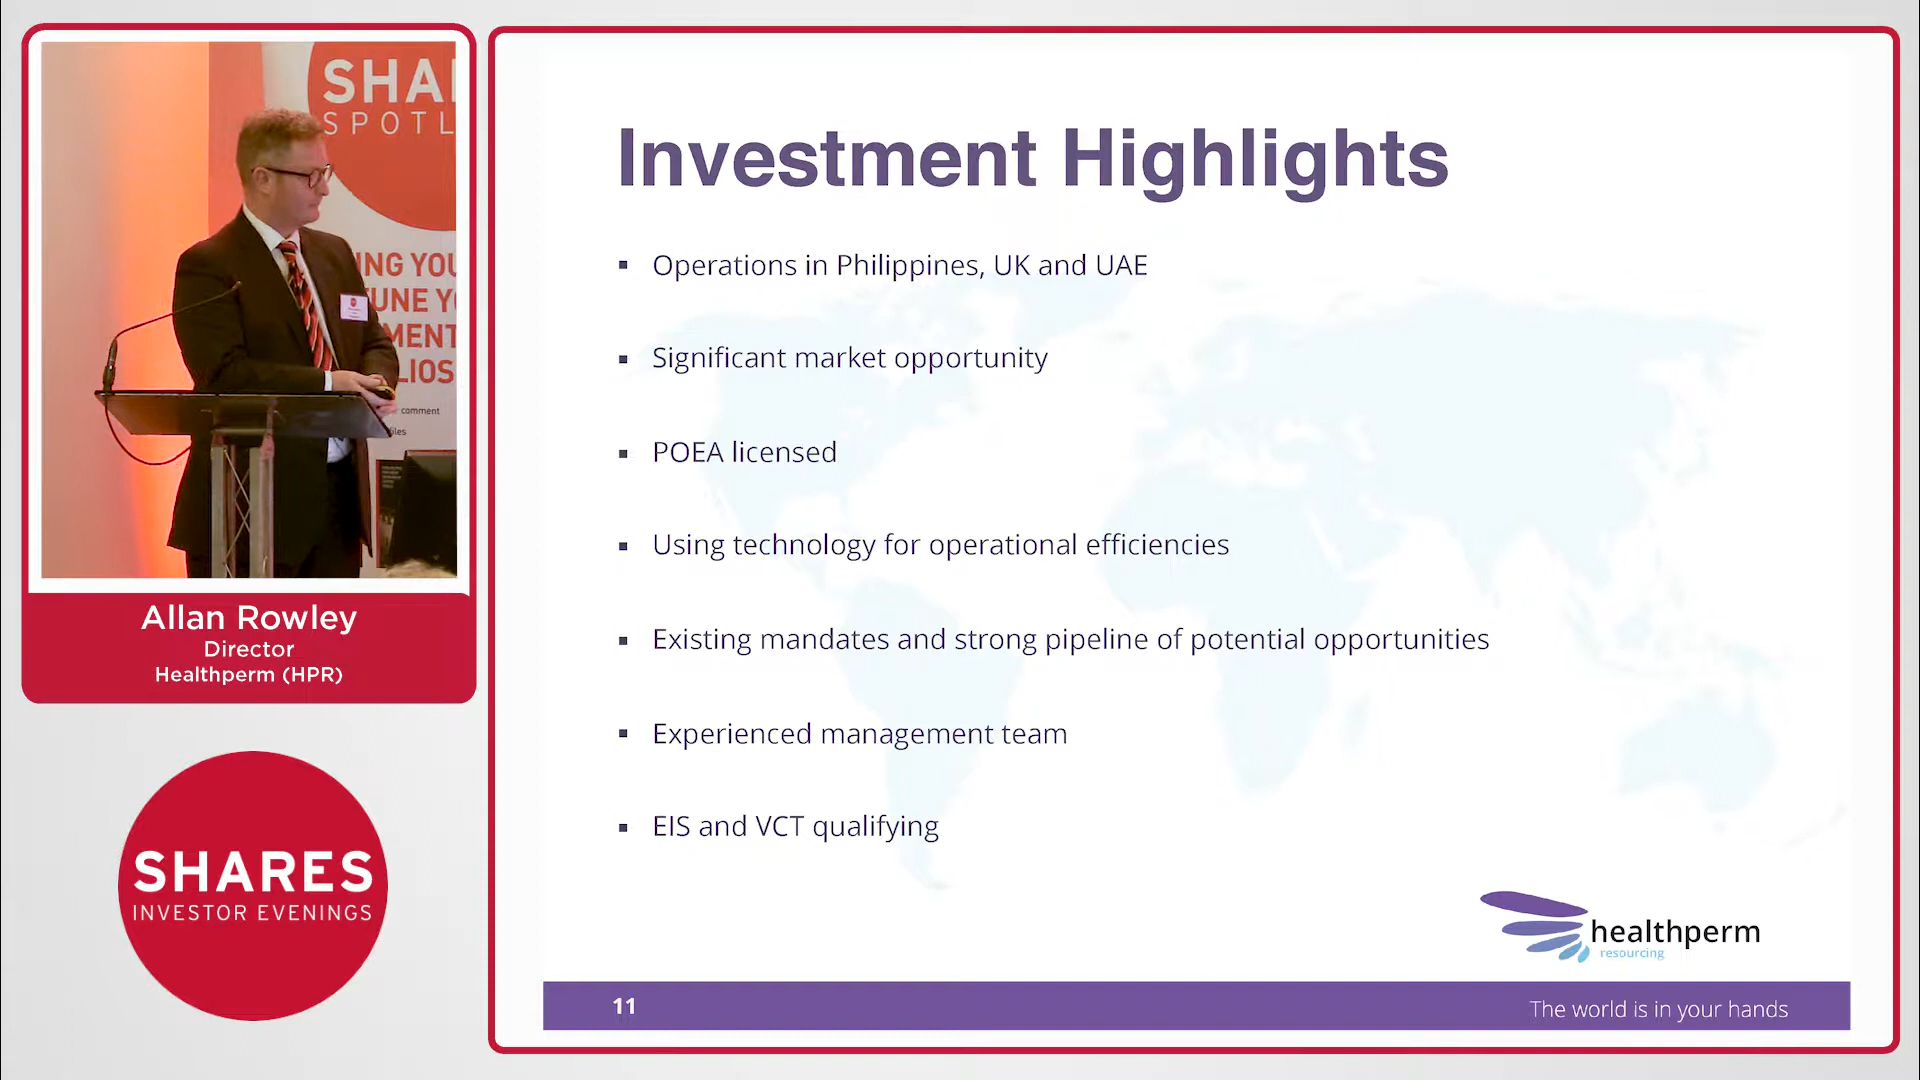 SHA
SPOTL
ING YOU
UNE Y
MENT
LIOS
comment
Allan Rowley
Director
Healthperm (HPR)
SHARES
INVESTOR EVENINGS
Investment Highlights
▪ Operations in Philippines, UK and UAE
▪ Significant market opportunity
▪ POEA licensed
▪ Using technology for operational efficiencies
▪ Existing mandates and strong pipeline of potential opportunities
▪ Experienced management team
▪ EIS and VCT qualifying
healthperm
resourcing
11
The world is in your hands